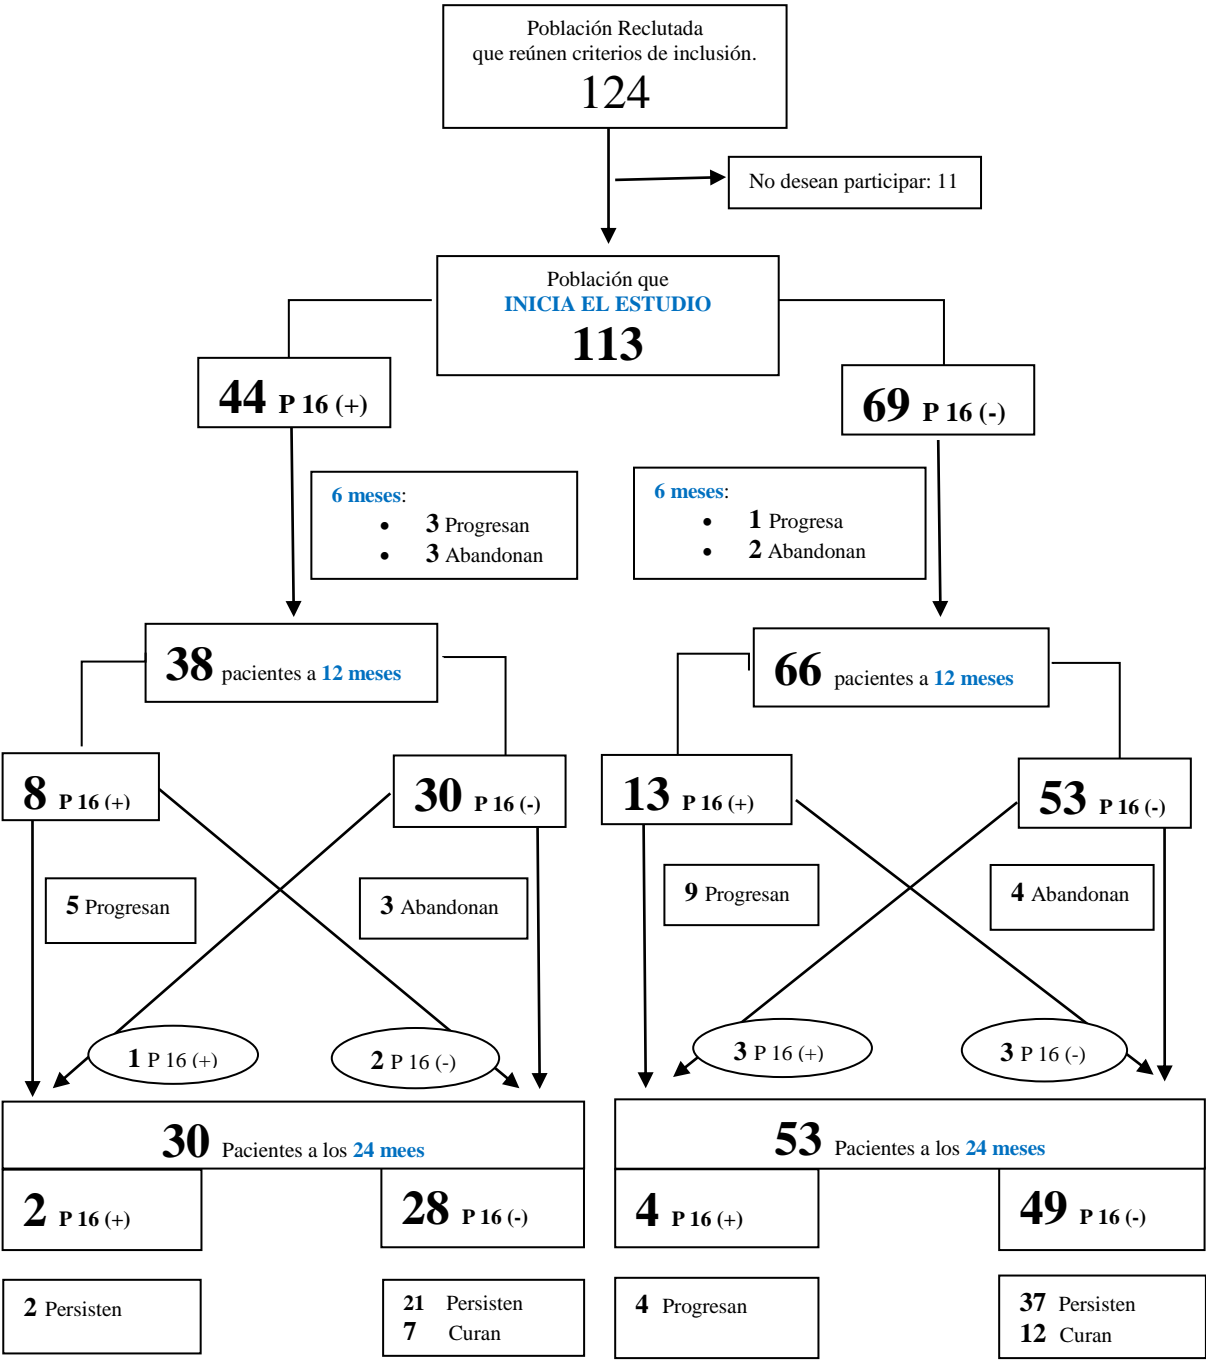 Población Reclutada
que reúnen criterios de inclusión.
124
No desean participar: 11
Población que
INICIA EL ESTUDIO
113
44 P 16 (+)
69 P 16 (-)
6 meses:
• 3 Progresan
• 3 Abandonan
6 meses:
• 1 Progresa
• 2 Abandonan
38 pacientes a 12 meses
66 pacientes a 12 meses
8 P 16 (+)
30 P 16 (-)
13 P 16 (+)
53 P 16 (-)
5 Progresan
3 Abandonan
9 Progresan
4 Abandonan
1 P 16 (+)
2 P 16 (-)
3 P 16 (+)
3 P 16 (-)
30 Pacientes a los 24 mees
53 Pacientes a los 24 meses
2 P 16 (+)
28 P 16 (-)
4 P 16 (+)
49 P 16 (-)
2 Persisten
21 Persisten
7 Curan
4 Progresan
37 Persisten
12 Curan